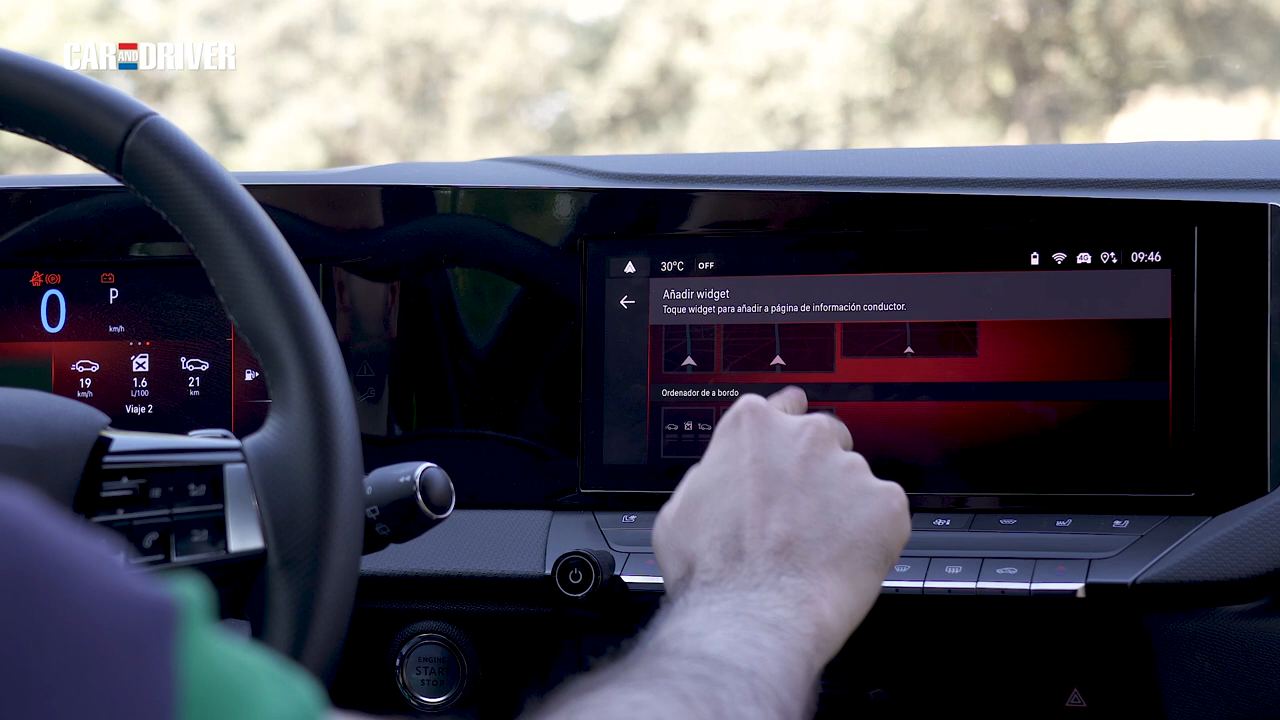 CAR AND DRIVER
30°C OFF
09:46
Añadir widget
Toque widget para añadir a página de información conductor.
Ordenador de a bordo
0
P
km/h
19
km/h
1.6
L/100
21
km
Viaje 2
ENGINE
START
STOP